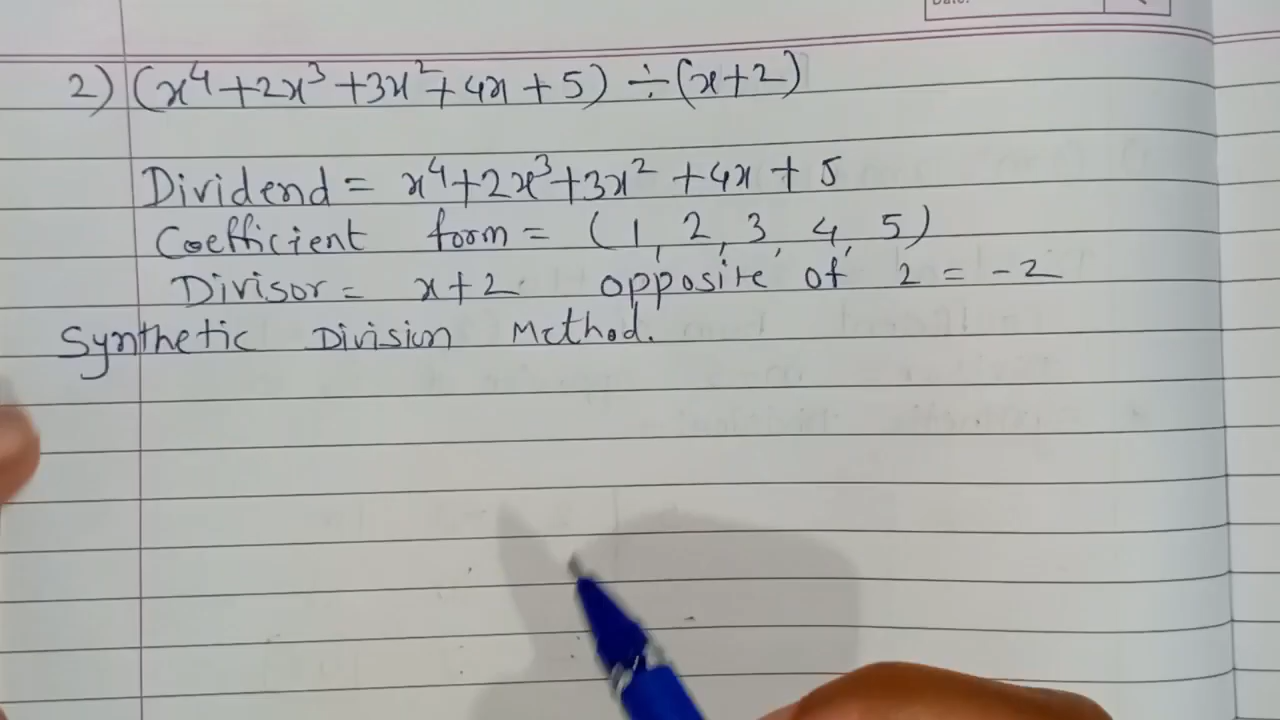 2) (x⁴+2x³+3x²+4x+5) ÷ (x+2)
Dividend = x⁴+2x³+3x²+4x+5
Coefficient form = (1, 2, 3, 4, 5)
Divisor = x+2. opposite of 2 = -2
Synthetic Division Method.